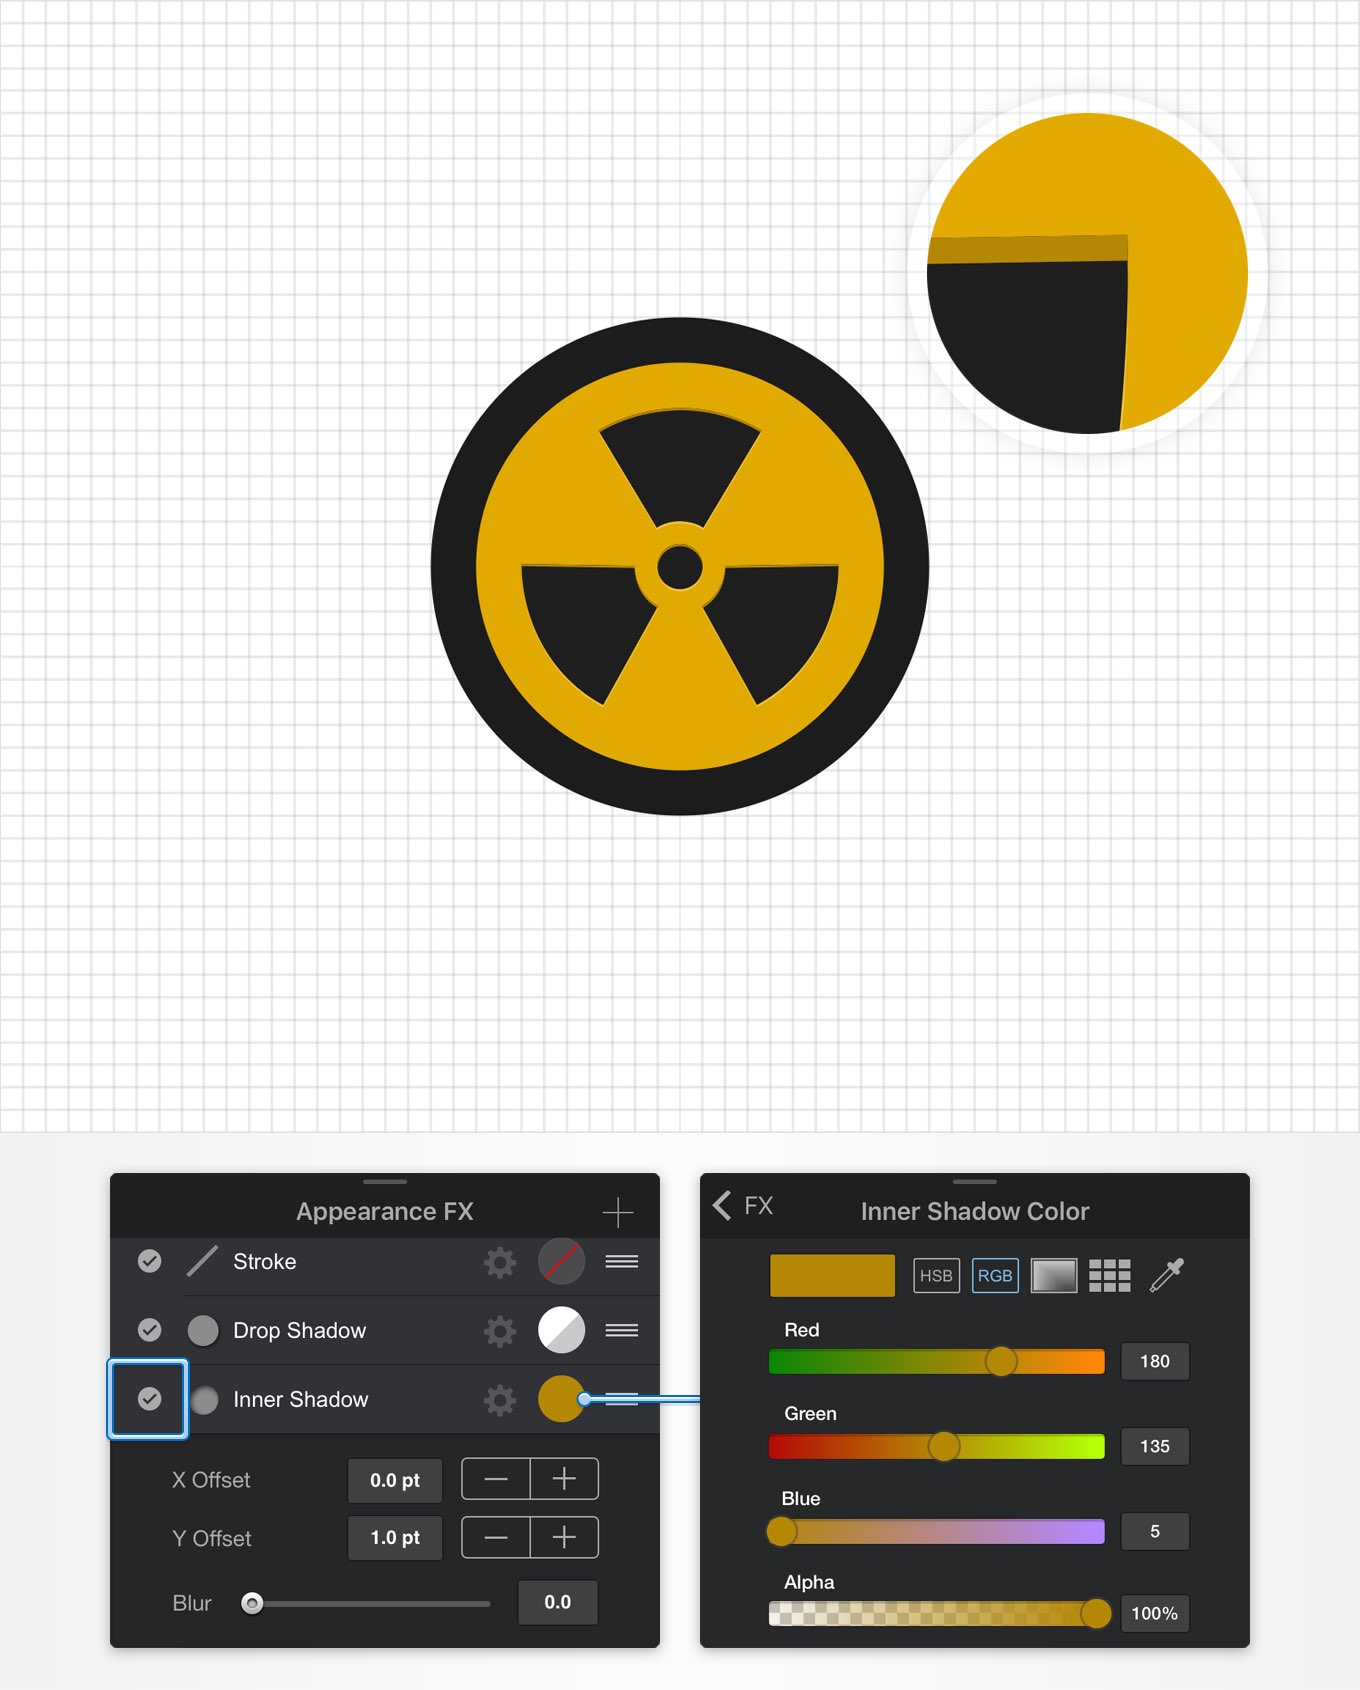 Appearance FX
Stroke
Drop Shadow
Inner Shadow
X Offset 0.0 pt
Y Offset 1.0 pt
Blur 0.0
FX Inner Shadow Color
HSB RGB
Red
180
Green
135
Blue
5
Alpha
100%